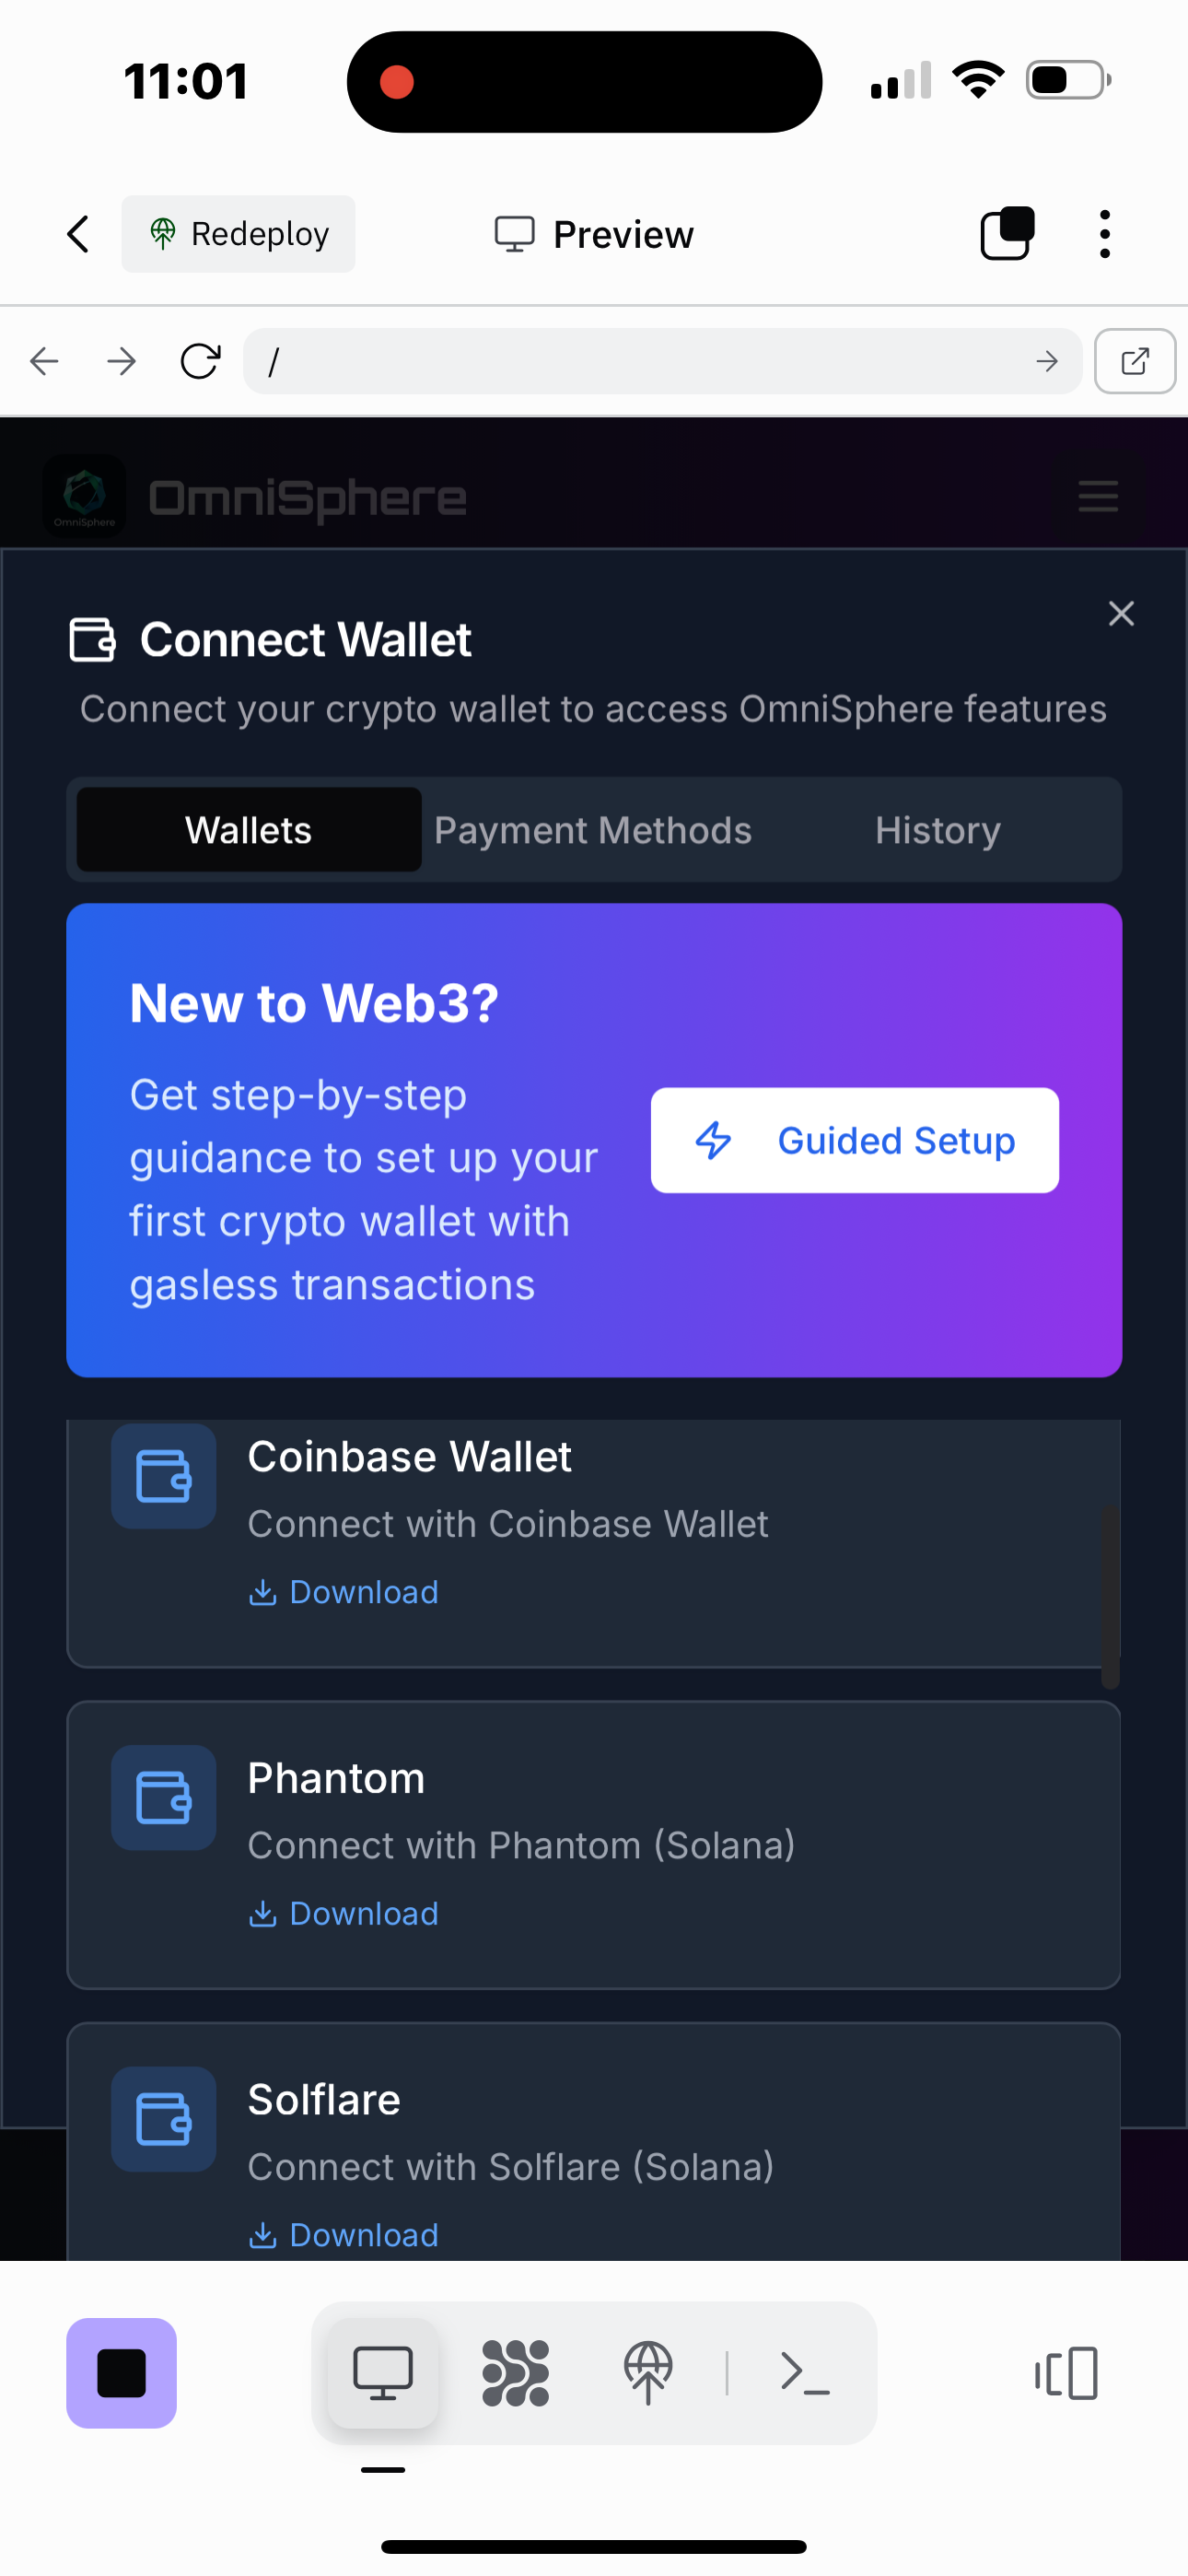 11:01
Redeploy
Preview
/
OmniSphere
OmniSphere
Connect Wallet
Connect your crypto wallet to access OmniSphere features
Wallets
Payment Methods
History
New to Web3?
Get step-by-step
guidance to set up your
first crypto wallet with
gasless transactions
Guided Setup
Coinbase Wallet
Connect with Coinbase Wallet
Download
Phantom
Connect with Phantom (Solana)
Download
Solflare
Connect with Solflare (Solana)
Download